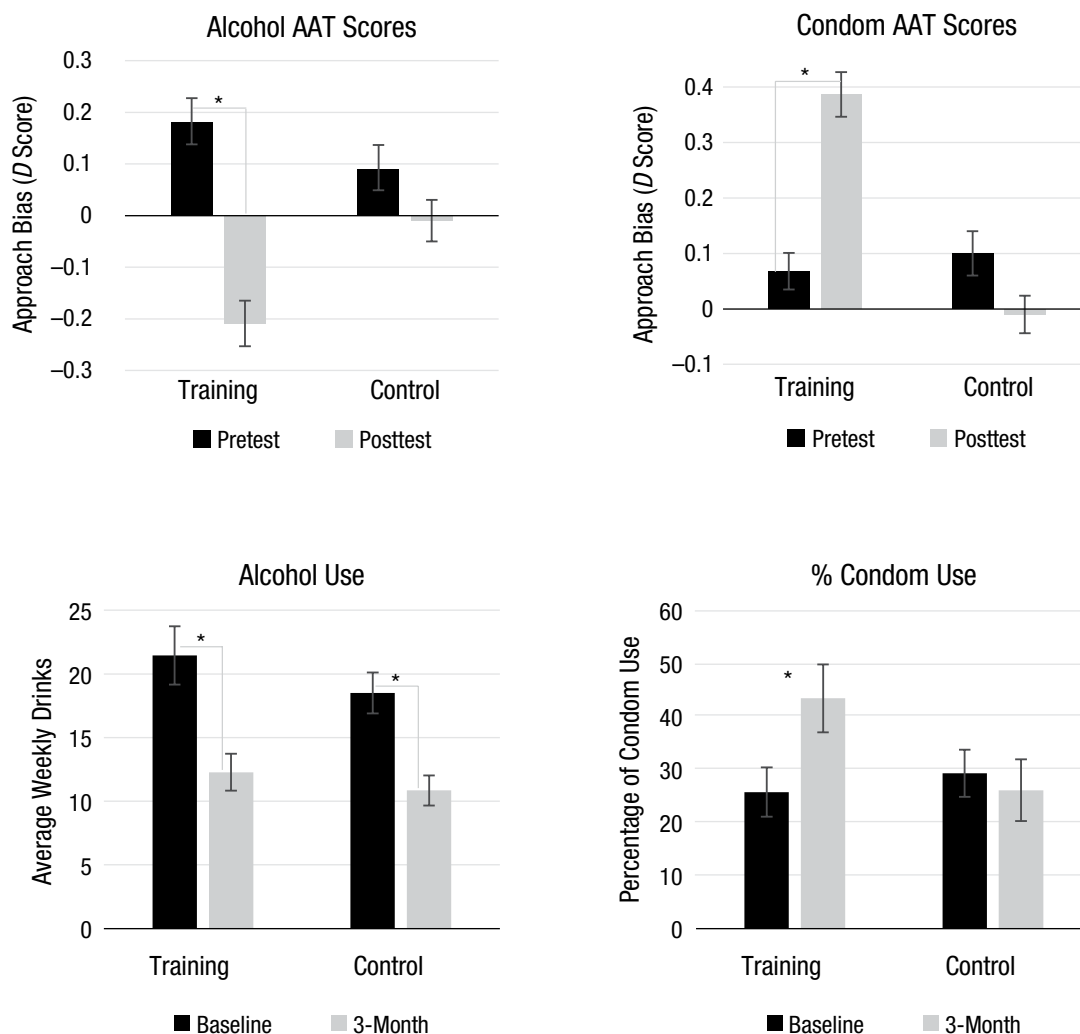 Alcohol AAT Scores
Approach Bias (D Score)
0.3
0.2
0.1
0
–0.1
–0.2
–0.3
*
Training
Control
Pretest
Posttest
Condom AAT Scores
Approach Bias (D Score)
0.4
0.3
0.2
0.1
0
–0.1
*
Training
Control
Pretest
Posttest
Alcohol Use
Average Weekly Drinks
25
20
15
10
5
0
*
*
Training
Control
Baseline
3-Month
% Condom Use
Percentage of Condom Use
60
50
40
30
20
10
0
*
Training
Control
Baseline
3-Month